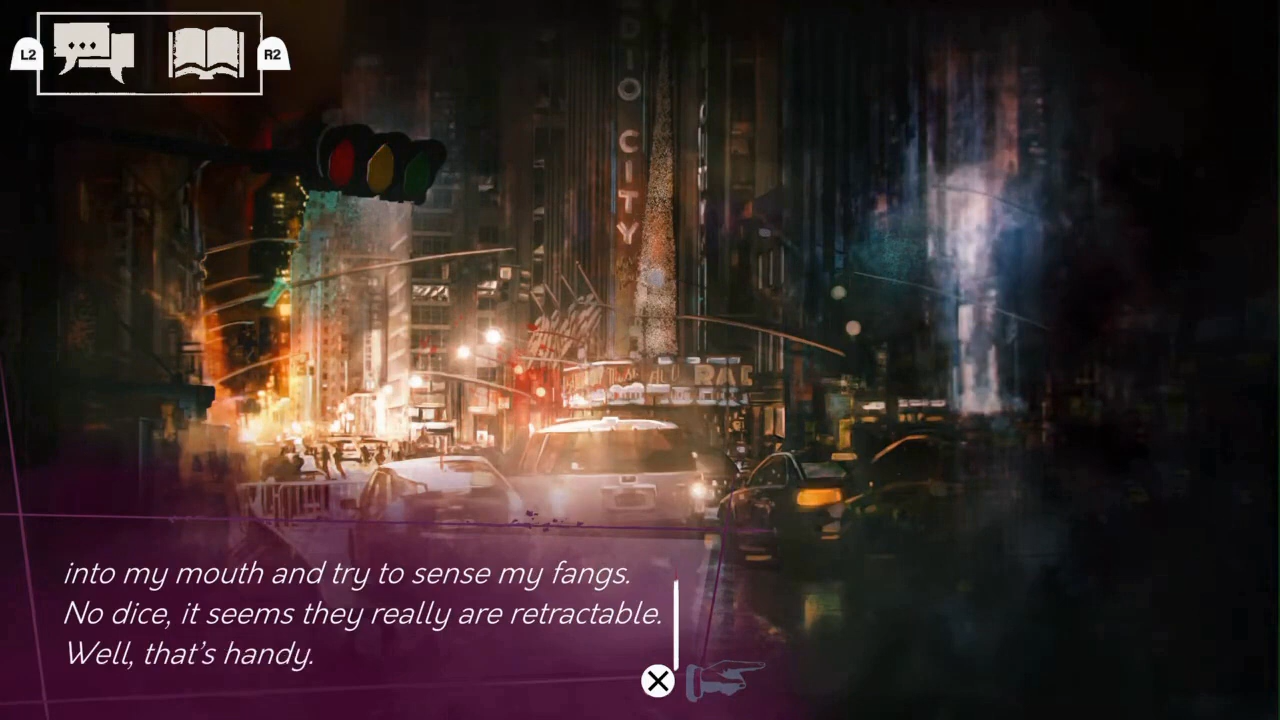 L2
R2
DIO CITY
RAD
into my mouth and try to sense my fangs.
No dice, it seems they really are retractable.
Well, that's handy.